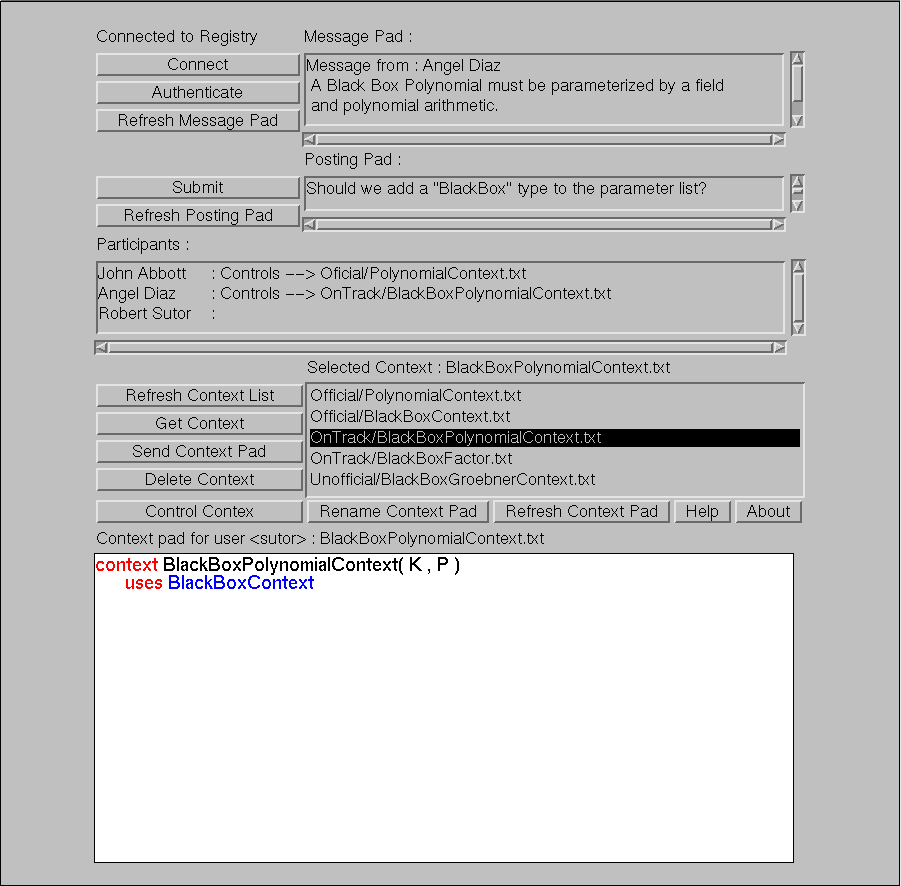 Connected to Registry
Message Pad :
Connect
Message from : Angel Diaz
Authenticate
A Black Box Polynomial must be parameterized by a field
and polynomial arithmetic.
Refresh Message Pad
Posting Pad :
Submit
Should we add a "BlackBox" type to the parameter list?
Refresh Posting Pad
Participants :
John Abbott : Controls --> Oficial/PolynomialContext.txt
Angel Diaz : Controls --> OnTrack/BlackBoxPolynomialContext.txt
Robert Sutor :
Selected Context : BlackBoxPolynomialContext.txt
Refresh Context List
Official/PolynomialContext.txt
Get Context
Official/BlackBoxContext.txt
OnTrack/BlackBoxPolynomialContext.txt
Send Context Pad
OnTrack/BlackBoxFactor.txt
Delete Context
Unofficial/BlackBoxGroebnerContext.txt
Control Contex
Rename Context Pad
Refresh Context Pad
Help
About
Context pad for user <sutor> : BlackBoxPolynomialContext.txt
context BlackBoxPolynomialContext( K , P )
uses BlackBoxContext